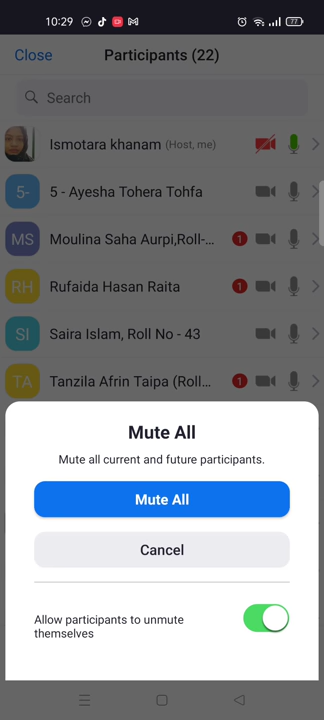 10:29
77
Close
Participants (22)
Search
Ismotara khanam (Host, me)
5- 5 - Ayesha Tohera Tohfa
MS Moulina Saha Aurpi,Roll-... 1
RH Rufaida Hasan Raita 1
SI Saira Islam, Roll No - 43
TA Tanzila Afrin Taipa (Roll... 1
Mute All
Mute all current and future participants.
Mute All
Cancel
Allow participants to unmute
themselves